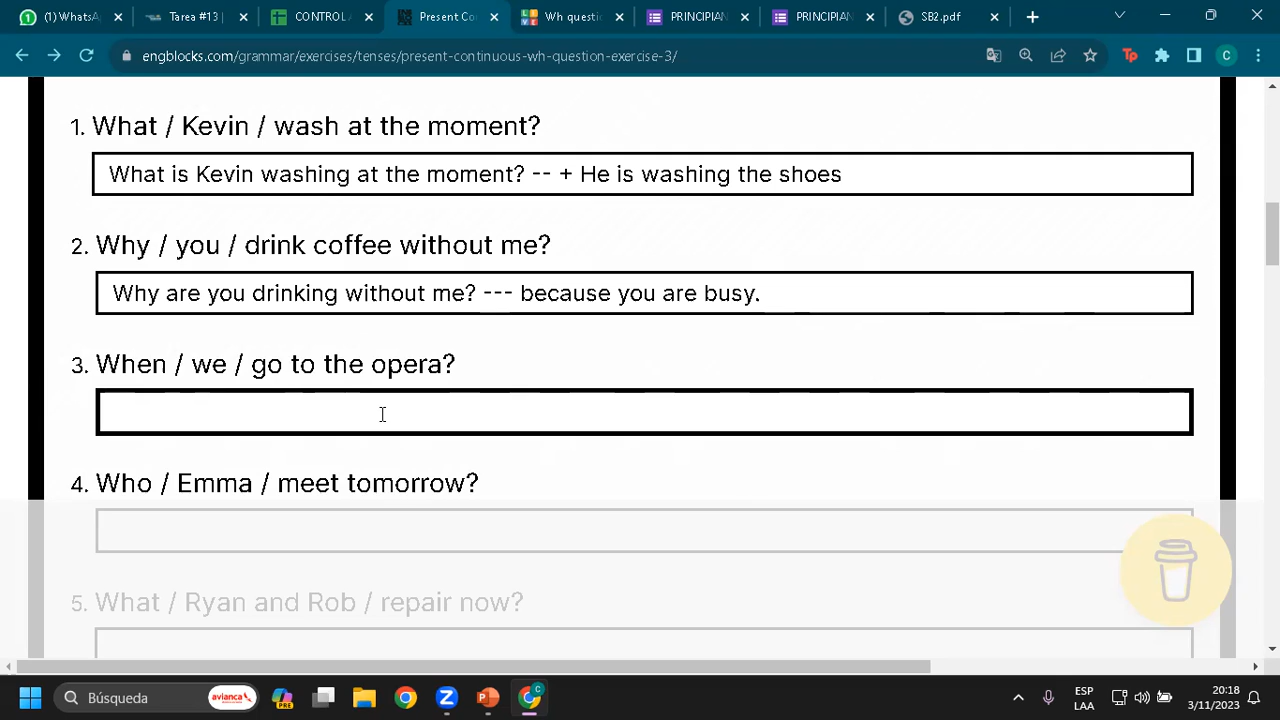 (1) WhatsA
Tarea #13 |
CONTROL A
Present Co
Wh questi
PRINCIPIAN
PRINCIPIAN
SB2.pdf
engblocks.com/grammar/exercises/tenses/present-continuous-wh-question-exercise-3/
Tp
C
1. What / Kevin / wash at the moment?
What is Kevin washing at the moment? -- + He is washing the shoes
2. Why / you / drink coffee without me?
Why are you drinking without me? --- because you are busy.
3. When / we / go to the opera?
4. Who / Emma / meet tomorrow?
5. What / Ryan and Rob / repair now?
Búsqueda
avianca
PRE
C
ESP
LAA
20:18
3/11/2023